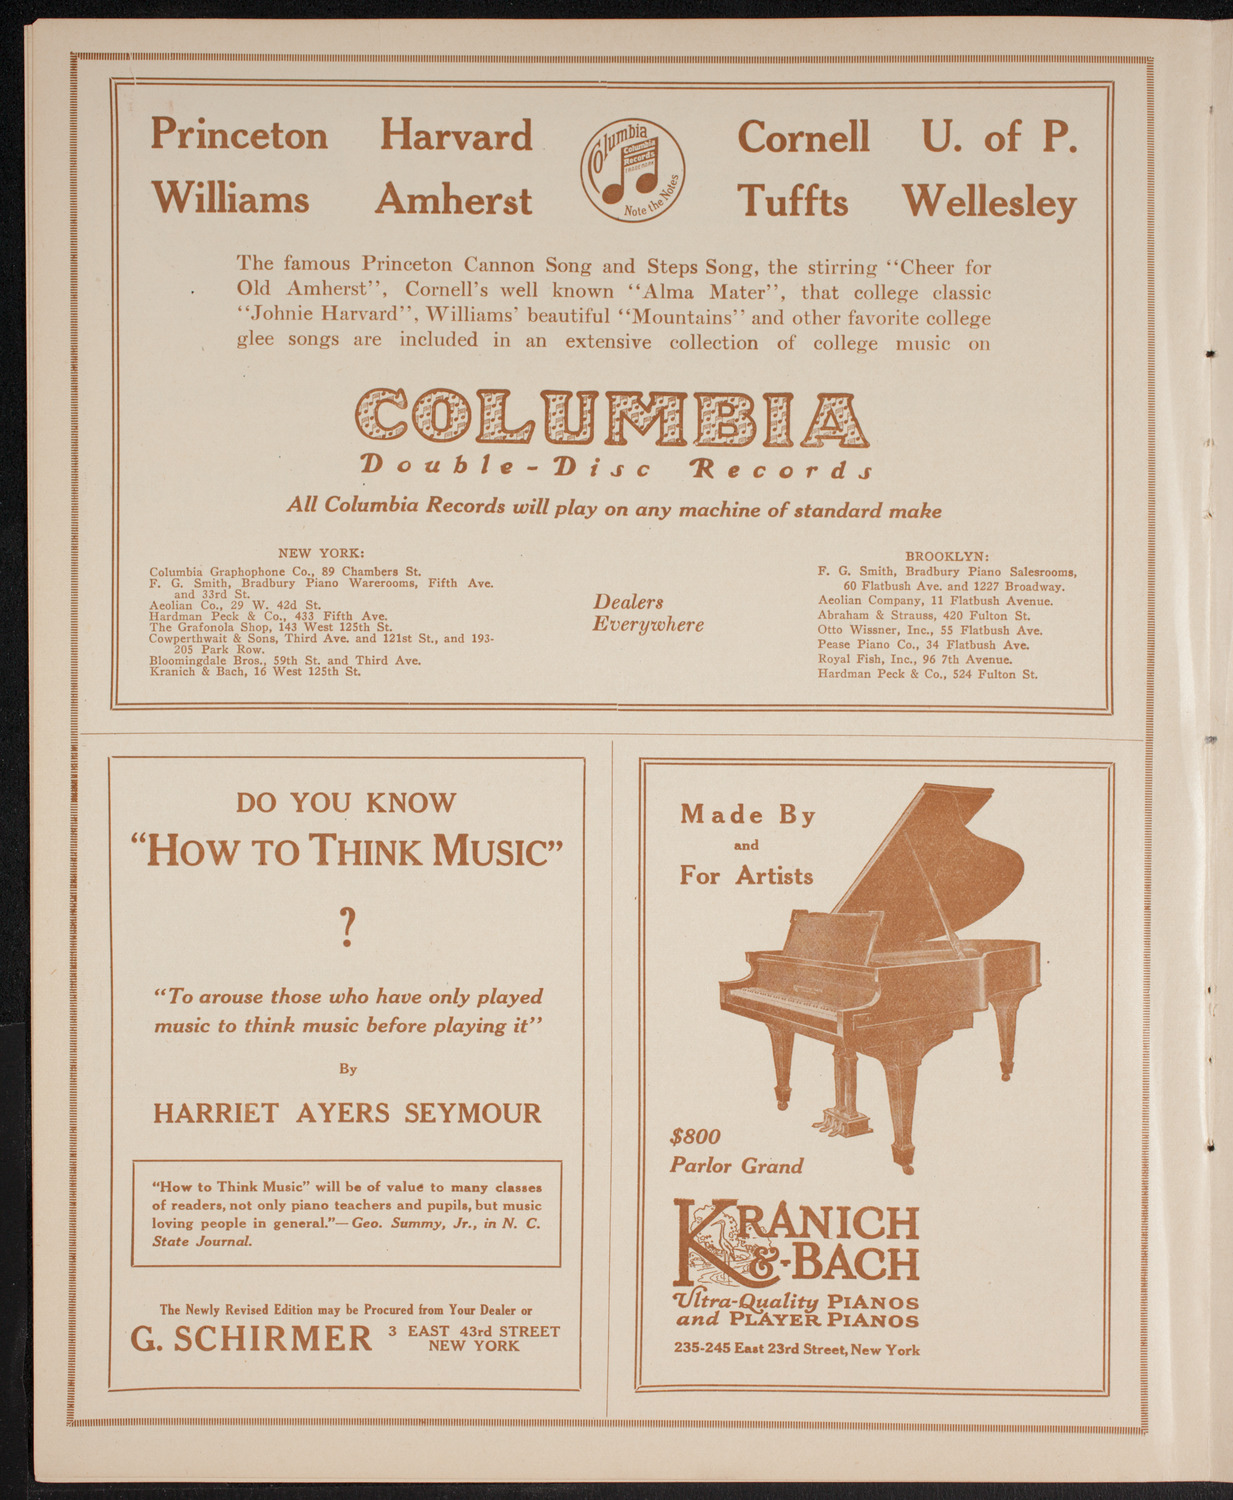 Princeton Harvard Cornell U. of P.
Williams Amherst Tuffts Wellesley
Columbia
Columbia
Records
Note the Notes
The famous Princeton Cannon Song and Steps Song, the stirring “Cheer for
Old Amherst”, Cornell's well known “Alma Mater”, that college classic
“Johnie Harvard”, Williams' beautiful “Mountains” and other favorite college
glee songs are included in an extensive collection of college music on
COLUMBIA
Double-Disc Records
All Columbia Records will play on any machine of standard make
NEW YORK:
Columbia Graphophone Co., 89 Chambers St.
F. G. Smith, Bradbury Piano Warerooms, Fifth Ave.
and 33rd St.
Aeolian Co., 29 W. 42d St.
Hardman Peck & Co., 433 Fifth Ave.
The Grafonola Shop, 143 West 125th St.
Cowperthwait & Sons, Third Ave. and 121st St., and 193-
205 Park Row.
Bloomingdale Bros., 59th St. and Third Ave.
Kranich & Bach, 16 West 125th St.
Dealers
Everywhere
BROOKLYN:
F. G. Smith, Bradbury Piano Salesrooms,
60 Flatbush Ave. and 1227 Broadway.
Aeolian Company, 11 Flatbush Avenue.
Abraham & Strauss, 420 Fulton St.
Otto Wissner, Inc., 55 Flatbush Ave.
Pease Piano Co., 34 Flatbush Ave.
Royal Fish, Inc., 96 7th Avenue.
Hardman Peck & Co., 524 Fulton St.
DO YOU KNOW
“HOW TO THINK MUSIC”
?
“To arouse those who have only played
music to think music before playing it”
By
HARRIET AYERS SEYMOUR
“How to Think Music” will be of value to many classes
of readers, not only piano teachers and pupils, but music
loving people in general.”—Geo. Summy, Jr., in N. C.
State Journal.
The Newly Revised Edition may be Procured from Your Dealer or
G. SCHIRMER 3 EAST 43rd STREET
NEW YORK
Made By
and
For Artists
$800
Parlor Grand
KRANICH
&-BACH
Ultra-Quality PIANOS
and PLAYER PIANOS
235-245 East 23rd Street, New York